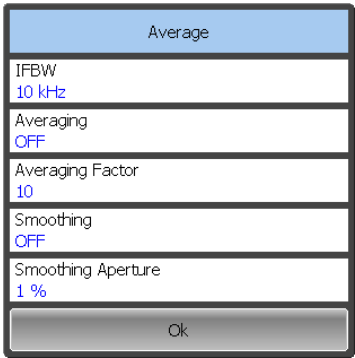 Average
IFBW
10 kHz
Averaging
OFF
Averaging Factor
10
Smoothing
OFF
Smoothing Aperture
1 %
Ok